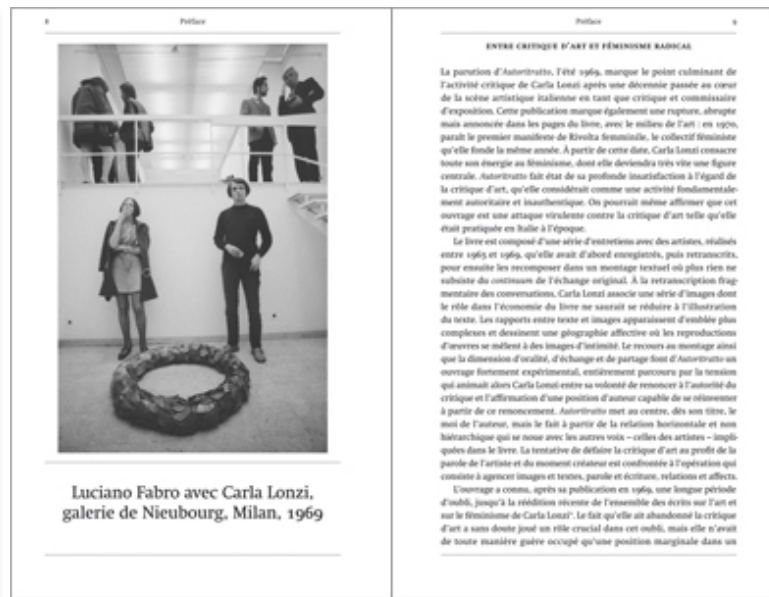 8
Préface
Luciano Fabro avec Carla Lonzi,
galerie de Nieubourg, Milan, 1969
Préface
9
ENTRE CRITIQUE D'ART ET FÉMINISME RADICAL
La parution d'Autoritratto, l'été 1969, marque le point culminant de
l'activité critique de Carla Lonzi après une décennie passée au cœur
de la scène artistique italienne en tant que critique et commissaire
d'exposition. Cette publication marque également une rupture, abrupte
mais annoncée dans les pages du livre, avec le milieu de l'art : en 1970,
paraît le premier manifeste de Rivolta femminile, le collectif féministe
qu'elle fonde la même année. À partir de cette date, Carla Lonzi consacre
toute son énergie au féminisme, dont elle deviendra très vite une figure
centrale. Autoritratto fait état de sa profonde insatisfaction à l'égard de
la critique d'art, qu'elle considérait comme une activité fondamentale-
ment autoritaire et inauthentique. On pourrait même affirmer que cet
ouvrage est une attaque virulente contre la critique d'art telle qu'elle
était pratiquée en Italie à l'époque.
Le livre est composé d'une série d'entretiens avec des artistes, réalisés
entre 1965 et 1969, qu'elle avait d'abord enregistrés, puis retranscrits,
pour ensuite les recomposer dans un montage textuel où plus rien ne
subsiste du continuum de l'échange original. À la retranscription frag-
mentaire des conversations, Carla Lonzi associe une série d'images dont
le rôle dans l'économie du livre ne saurait se réduire à l'illustration
du texte. Les rapports entre texte et images apparaissent d'emblée plus
complexes et dessinent une géographie affective où les reproductions
d'œuvres se mêlent à des images d'intimité. Le recours au montage ainsi
que la dimension d'oralité, d'échange et de partage font d'Autoritratto un
ouvrage fortement expérimental, entièrement parcouru par la tension
qui animait alors Carla Lonzi entre sa volonté de renoncer à l'autorité du
critique et l'affirmation d'une position d'auteur capable de se réinventer
à partir de ce renoncement. Autoritratto met au centre, dès son titre, le
moi de l'auteur, mais le fait à partir de la relation horizontale et non
hiérarchique qui se noue avec les autres voix – celles des artistes – impli-
quées dans le livre. La tentative de défaire la critique d'art au profit de la
parole de l'artiste et du moment créateur est confrontée à l'opération qui
consiste à agencer images et textes, parole et écriture, relations et affects.
L'ouvrage a connu, après sa publication en 1969, une longue période
d'oubli, jusqu'à la réédition récente de l'ensemble des écrits sur l'art et
sur le féminisme de Carla Lonzi. Le fait qu'elle ait abandonné la critique
d'art a sans doute joué un rôle crucial dans cet oubli, mais elle n'avait
de toute manière guère occupé qu'une position marginale dans un